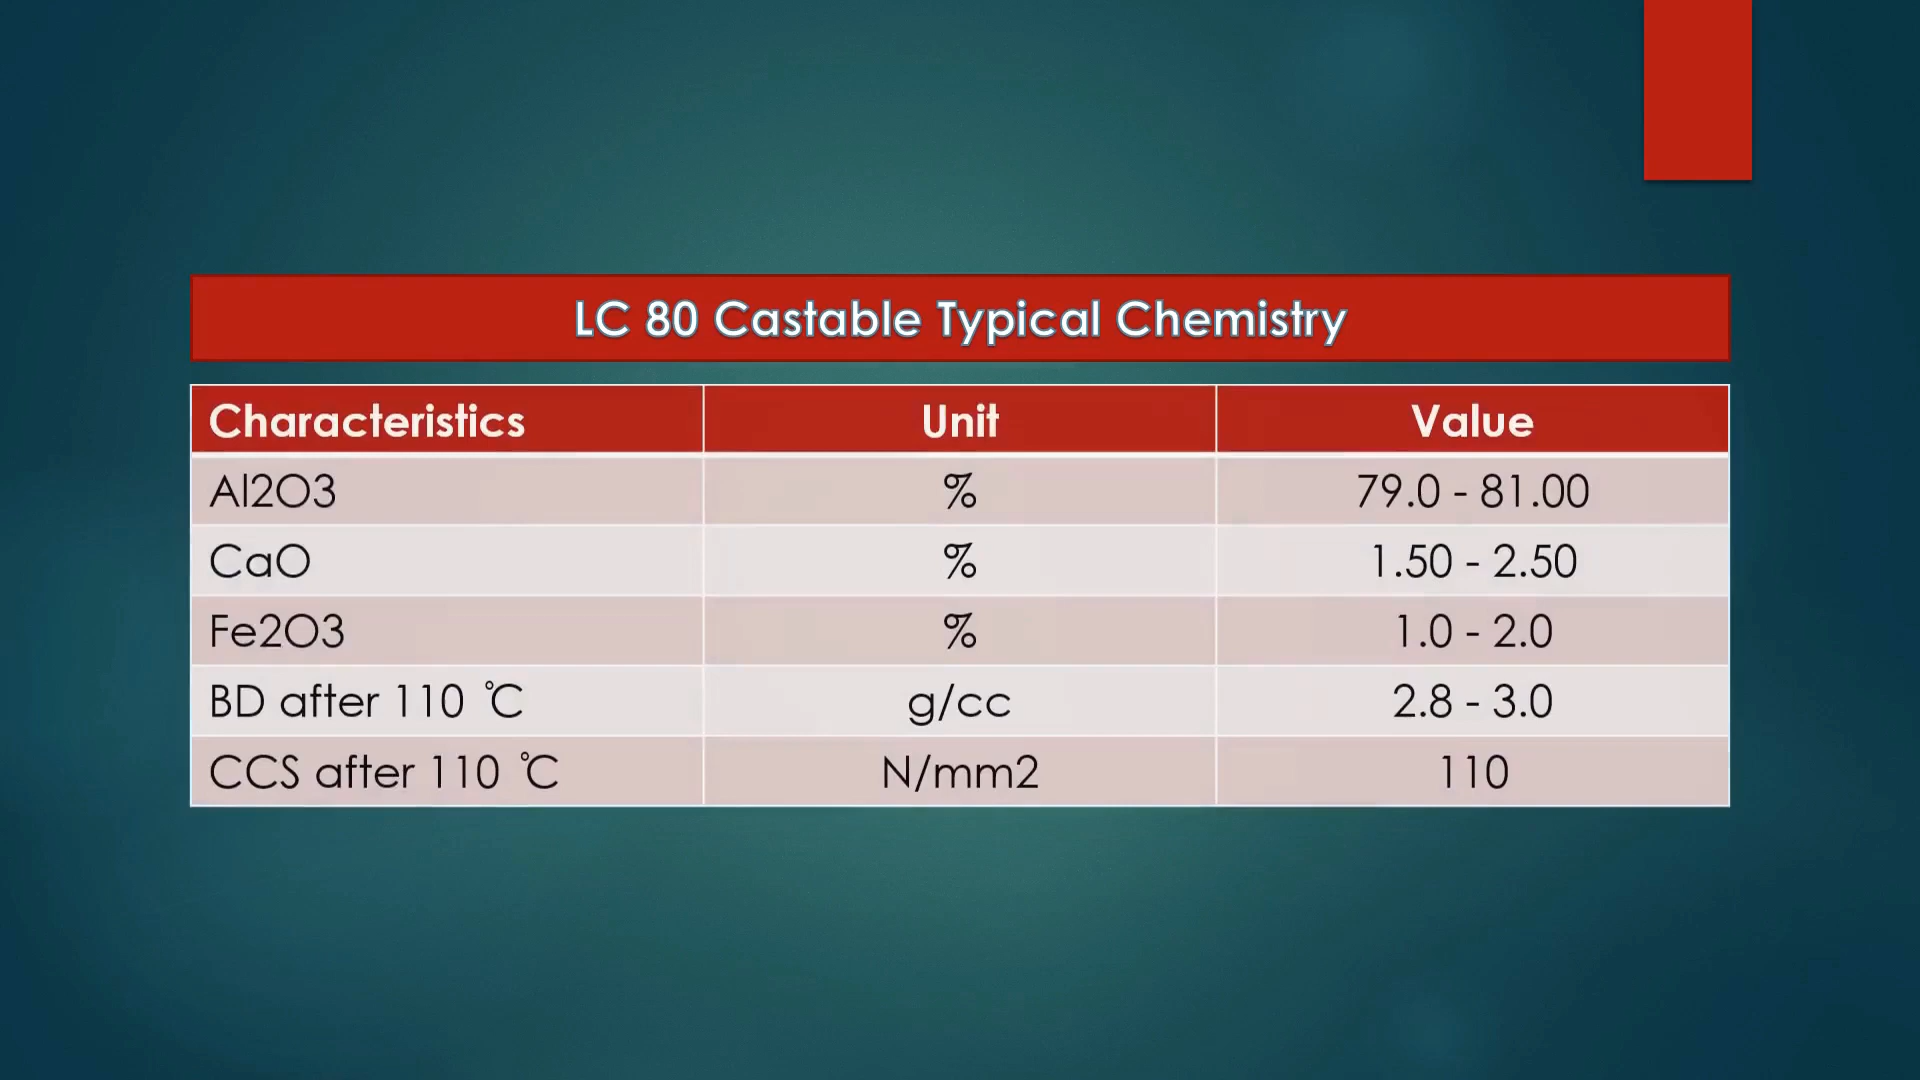 LC 80 Castable Typical Chemistry
Characteristics Unit Value
Al2O3 % 79.0 - 81.00
CaO % 1.50 - 2.50
Fe2O3 % 1.0 - 2.0
BD after 110 ℃ g/cc 2.8 - 3.0
CCS after 110 ℃ N/mm2 110